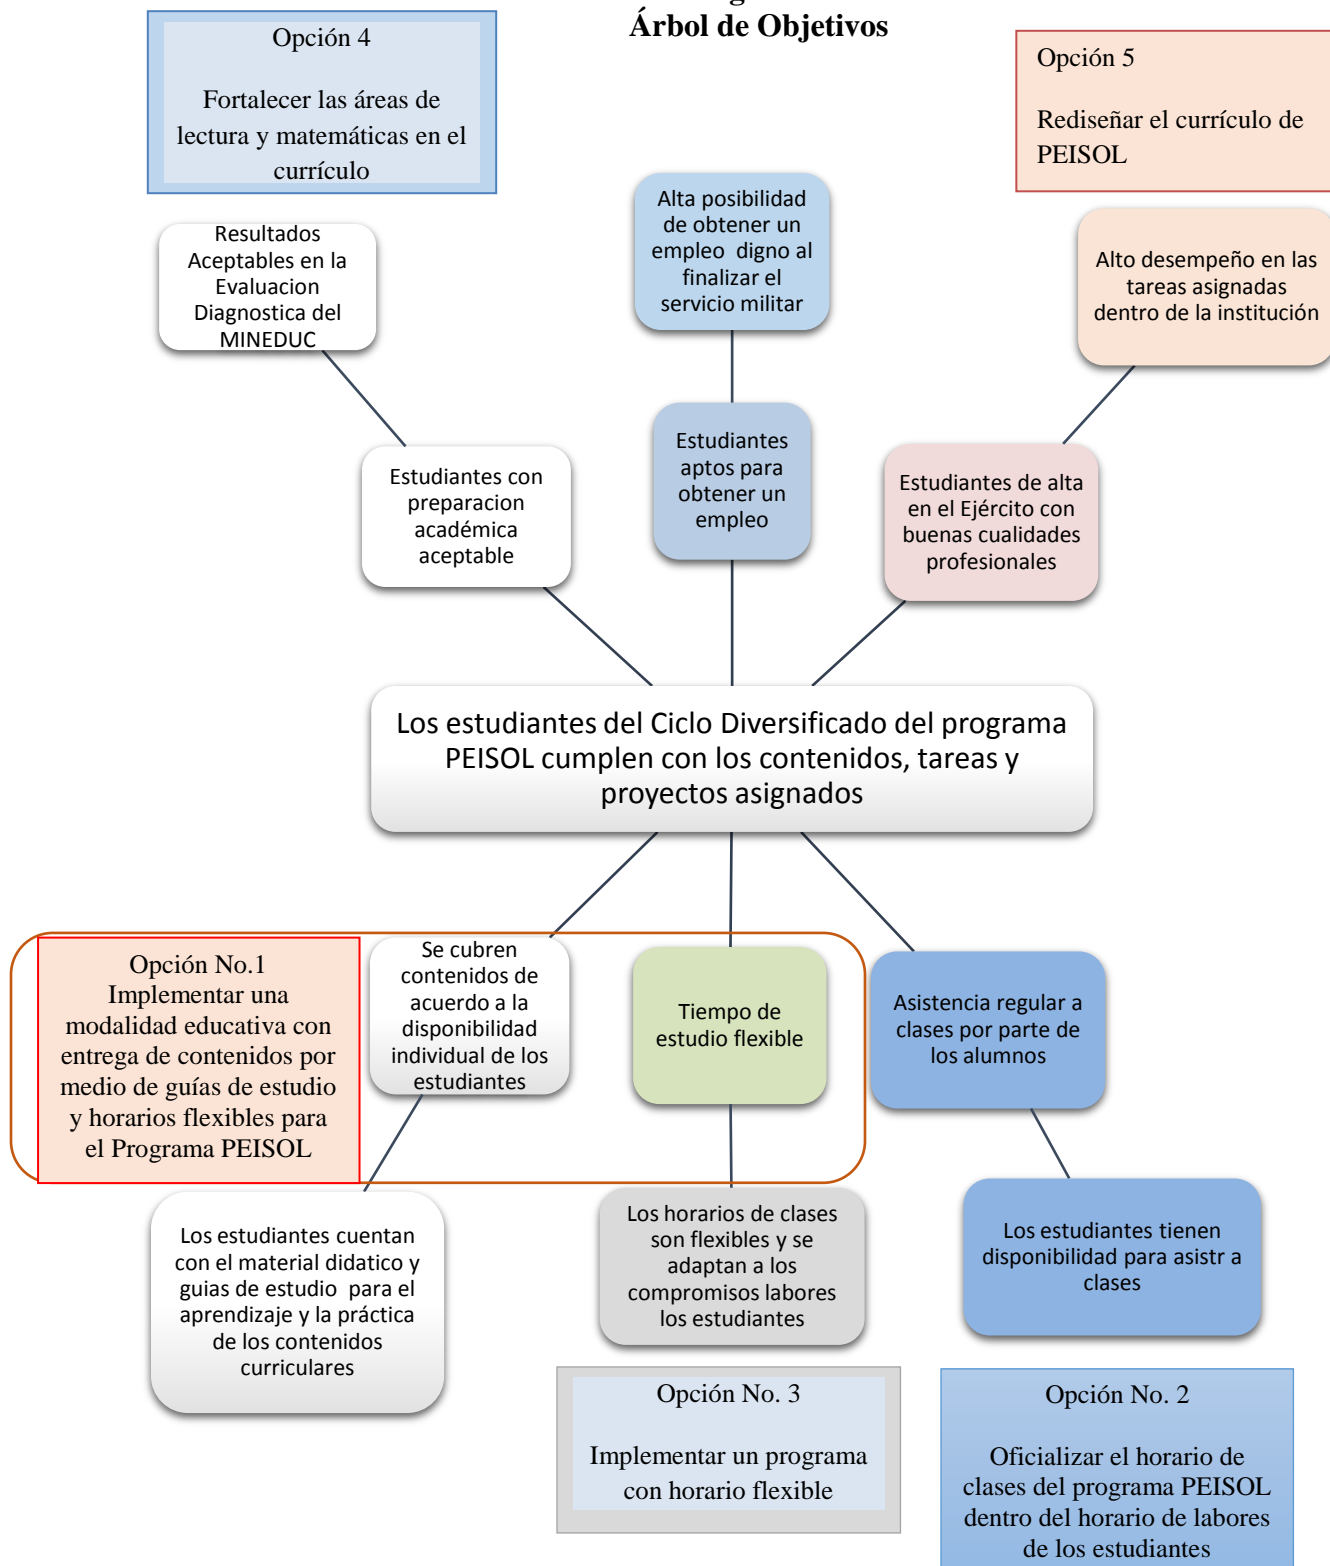 Árbol de Objetivos
Opción 4
Fortalecer las áreas de
lectura y matemáticas en el
currículo
Opción 5
Rediseñar el currículo de
PEISOL
Resultados
Aceptables en la
Evaluacion
Diagnostica del
MINEDUC
Alta posibilidad
de obtener un
empleo digno al
finalizar el
servicio militar
Alto desempeño en las
tareas asignadas
dentro de la institución
Estudiantes con
preparacion
académica
aceptable
Estudiantes
aptos para
obtener un
empleo
Estudiantes de alta
en el Ejército con
buenas cualidades
profesionales
Los estudiantes del Ciclo Diversificado del programa
PEISOL cumplen con los contenidos, tareas y
proyectos asignados
Opción No.1
Implementar una
modalidad educativa con
entrega de contenidos por
medio de guías de estudio
y horarios flexibles para
el Programa PEISOL
Se cubren
contenidos de
acuerdo a la
disponibilidad
individual de los
estudiantes
Tiempo de
estudio flexible
Asistencia regular a
clases por parte de
los alumnos
Los estudiantes cuentan
con el material didatico y
guias de estudio para el
aprendizaje y la práctica
de los contenidos
curriculares
Los horarios de clases
son flexibles y se
adaptan a los
compromisos labores
los estudiantes
Los estudiantes tienen
disponibilidad para asistr a
clases
Opción No. 3
Implementar un programa
con horario flexible
Opción No. 2
Oficializar el horario de
clases del programa PEISOL
dentro del horario de labores
de los estudiantes